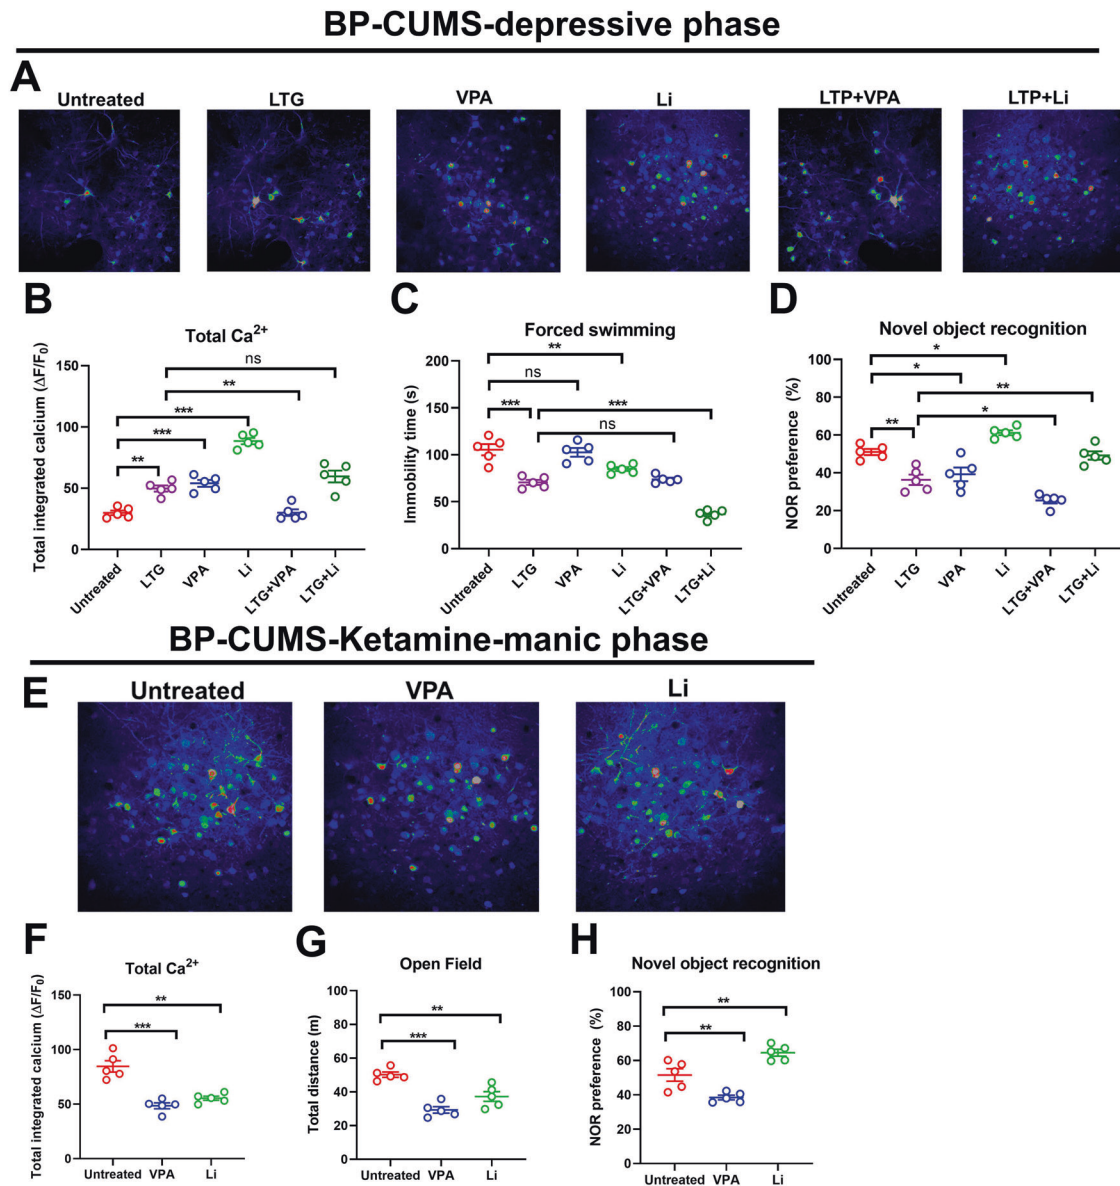 BP-CUMS-depressive phase
A
Untreated
LTG
VPA
Li
LTP+VPA
LTP+Li
B
Total Ca²⁺
Total integrated calcium (ΔF/F₀)
150
100
50
0
ns
**
***
***
**
Untreated
LTG
VPA
Li
LTG+VPA
LTG+Li
C
Forced swimming
Immobility time (s)
200
150
100
50
0
**
ns
***
***
ns
Untreated
LTG
VPA
Li
LTG+VPA
LTG+Li
D
Novel object recognition
NOR preference (%)
100
80
60
40
20
0
*
*
**
**
*
Untreated
LTG
VPA
Li
LTG+VPA
LTG+Li
BP-CUMS-Ketamine-manic phase
E
Untreated
VPA
Li
F
Total Ca²⁺
Total integrated calcium (ΔF/F₀)
150
100
50
0
**
***
Untreated
VPA
Li
G
Open Field
Total distance (m)
100
80
60
40
20
0
**
***
Untreated
VPA
Li
H
Novel object recognition
NOR preference (%)
100
80
60
40
20
0
**
**
Untreated
VPA
Li